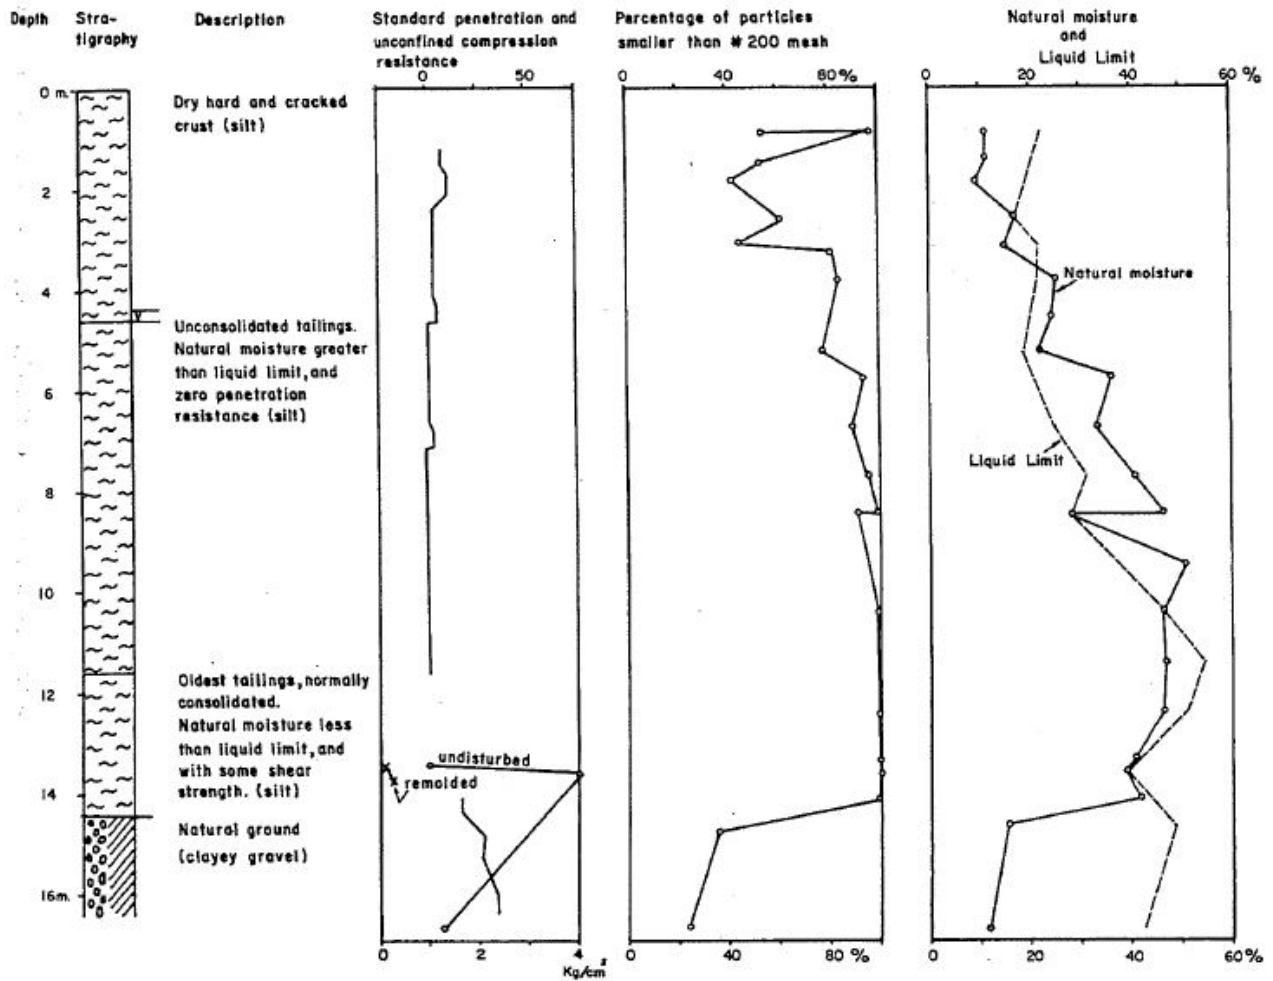 Depth
Stra-
tigraphy
Description
Standard penetration and
unconfined compression
resistance
0 50
Percentage of particles
smaller than # 200 mesh
0 40 80 %
Natural moisture
and
Liquid Limit
0 20 40 60 %
0 m.
2
4
6
8
10
12
14
16m.
Dry hard and cracked
crust (silt)
Unconsolidated tailings.
Natural moisture greater
than liquid limit, and
zero penetration
resistance (silt)
Oldest tailings, normally
consolidated.
Natural moisture less
than liquid limit, and
with some shear
strength. (silt)
Natural ground
(clayey gravel)
undisturbed
remolded
Natural moisture
Liquid Limit
0 2 4
Kg/cm²
0 40 80 %
0 20 40 60 %